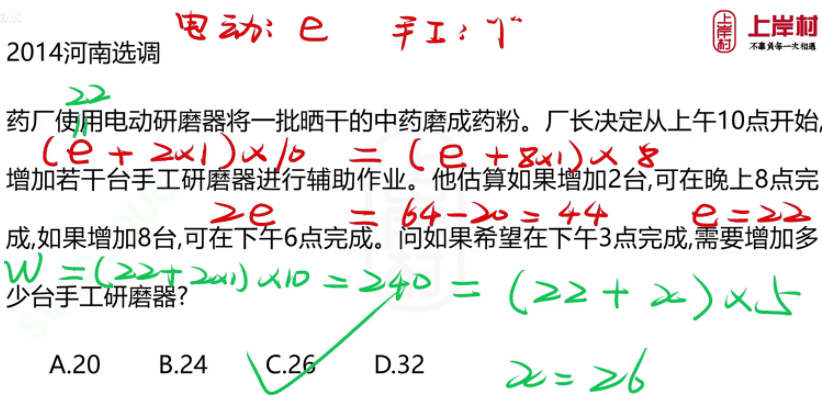 电动: e 手工: "1"
上岸村
不辜负每一次相遇
2014河南选调
22
药厂使用电动研磨器将一批晒干的中药磨成药粉。厂长决定从上午10点开始,
(e+2×1)×10 = (e+8×1)×8
增加若干台手工研磨器进行辅助作业。他估算如果增加2台,可在晚上8点完
2e = 64-20=44 e=22
成,如果增加8台,可在下午6点完成。问如果希望在下午3点完成,需要增加多
W=(22+2×1)×10=240=(22+x)×5
少台手工研磨器?
A.20 B.24 C.26 D.32
x=26